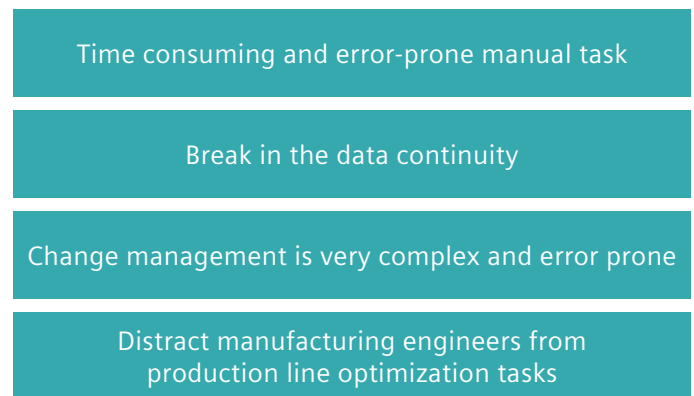 Time consuming and error-prone manual task
Break in the data continuity
Change management is very complex and error prone
Distract manufacturing engineers from
production line optimization tasks